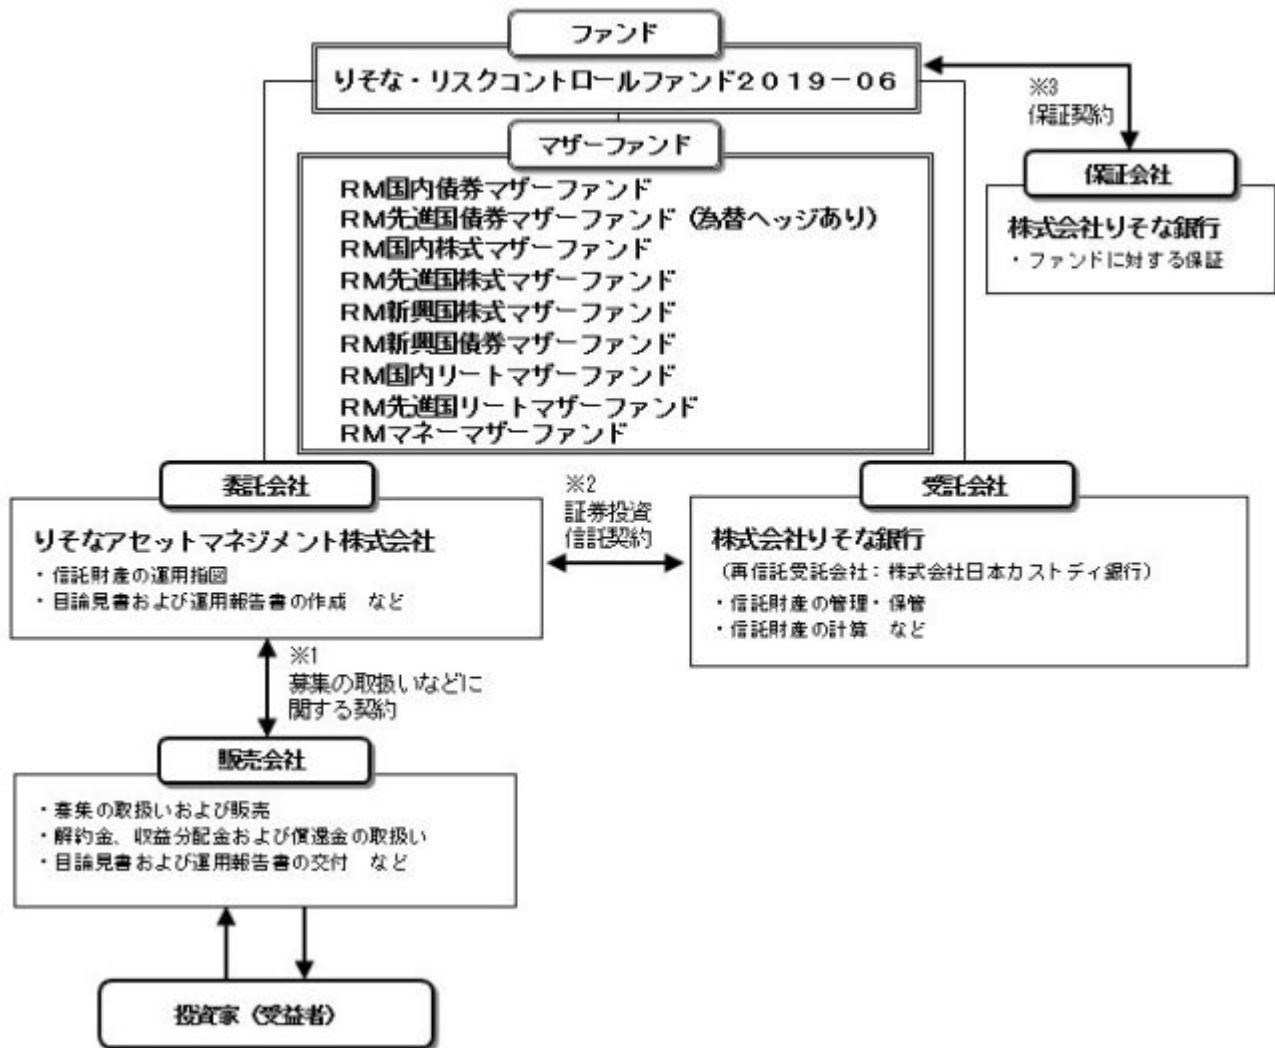 ファンド
りそな・リスクコントロールファンド2019-06
※3
保証契約
マザーファンド
RM国内債券マザーファンド
RM先進国債券マザーファンド(為替ヘッジあり)
RM国内株式マザーファンド
RM先進国株式マザーファンド
RM新興国株式マザーファンド
RM新興国債券マザーファンド
RM国内リートマザーファンド
RM先進国リートマザーファンド
RMマネーマザーファンド
保証会社
株式会社りそな銀行
・ファンドに対する保証
委託会社
りそなアセットマネジメント株式会社
・信託財産の運用指図
・目論見書および運用報告書の作成 など
※2
証券投資
信託契約
受託会社
株式会社りそな銀行
(再信託受託会社:株式会社日本カストディ銀行)
・信託財産の管理・保管
・信託財産の計算 など
※1
募集の取扱いなどに
関する契約
販売会社
・募集の取扱いおよび販売
・解約金、収益分配金および償還金の取扱い
・目論見書および運用報告書の交付 など
投資家(受益者)